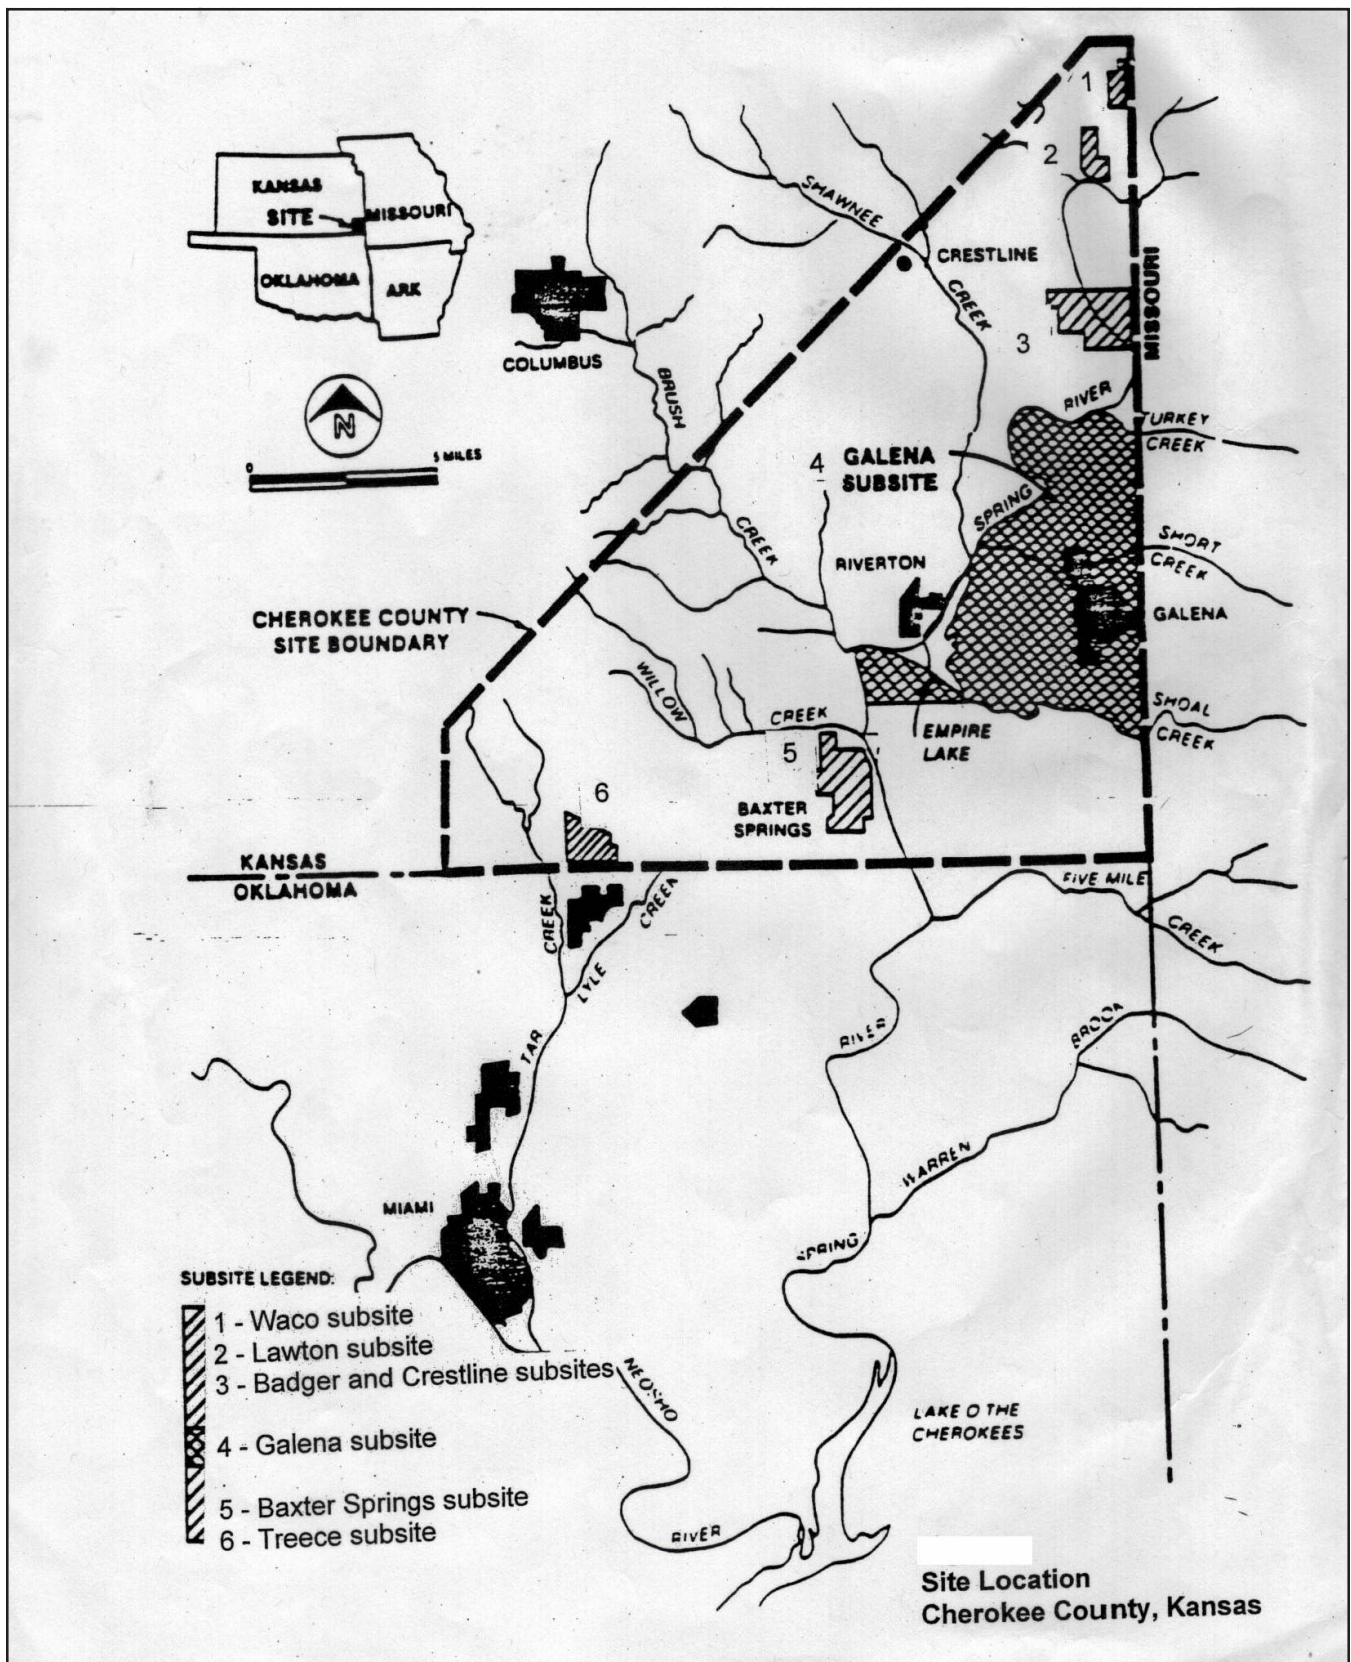 1
2
KANSAS
SITE
MISSOURI
OKLAHOMA
ARK
SHAWNEE
CREEK
CRESTLINE
MISSOURI
3
COLUMBUS
N
0
5 MILES
BRUSH
CREEK
RIVER
TURKEY
CREEK
4
GALENA
SUBSITE
SPRING
SHORT
CREEK
RIVERTON
GALENA
CHEROKEE COUNTY
SITE BOUNDARY
WILLOW
CREEK
SHOAL
CREEK
EMPIRE
LAKE
5
6
BAXTER
SPRINGS
KANSAS
OKLAHOMA
FIVE MILE
CREEK
CREEK
CREEK
LYLE
TAR
RIVER
BROOK
WARREN
MIAMI
SPRING
SUBSITE LEGEND:
1 - Waco subsite
2 - Lawton subsite
3 - Badger and Crestline subsites
4 - Galena subsite
5 - Baxter Springs subsite
6 - Treece subsite
NEOSHO
RIVER
LAKE O THE
CHEROKEES
Site Location
Cherokee County, Kansas